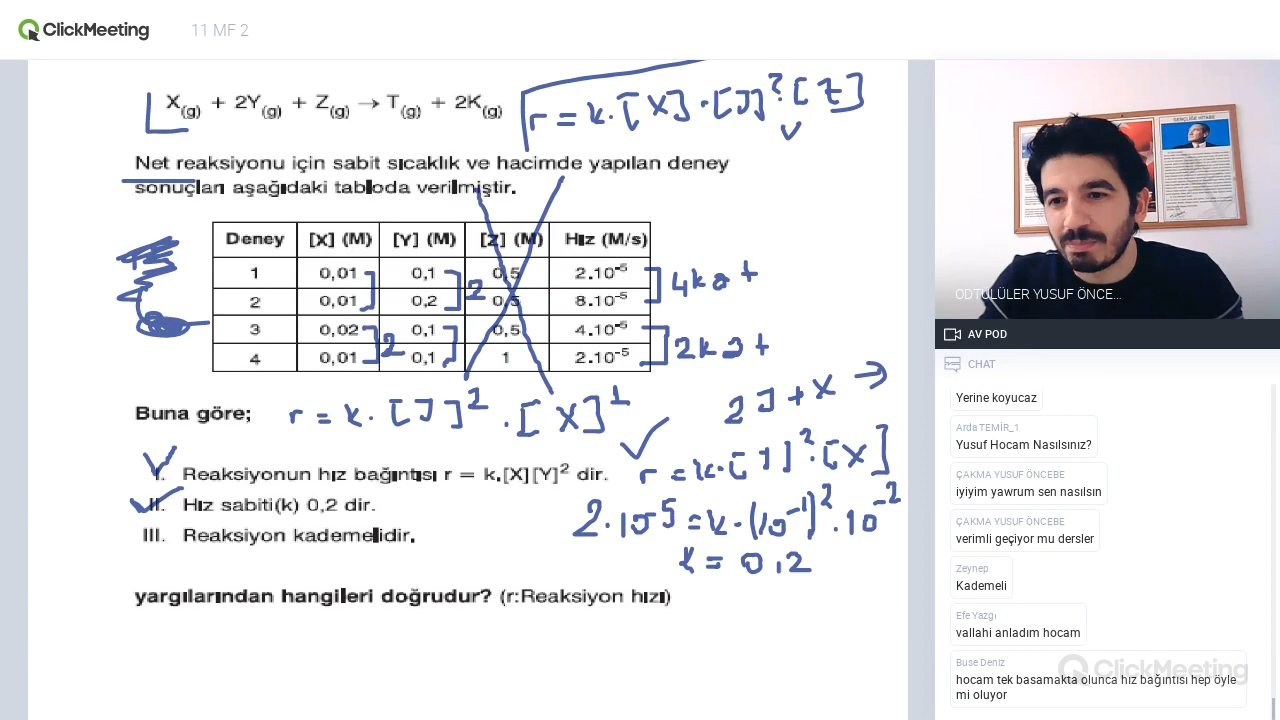 ClickMeeting 11 MF 2
X(g) + 2Y(g) + Z(g) → T(g) + 2K(g)
r = k.[X].[Y]?[Z]
Net reaksiyonu için sabit sıcaklık ve hacimde yapılan deney
sonuçları aşağıdaki tabloda verilmiştir.
Deney [X] (M) [Y] (M) [Z] (M) Hız (M/s)
1 0,01 0,1 0,5 2.10⁻⁵
2 0,01 0,2 0,5 8.10⁻⁵
3 0,02 0,1 0,5 4.10⁻⁵
4 0,01 0,1 1 2.10⁻⁵
2
4kat
2
2kat
2Y + X →
Buna göre;
r = k.[Y]² .[X]¹
I. Reaksiyonun hız bağıntısı r = k.[X][Y]² dir.
r = k.[Y]².[X]
II. Hız sabiti(k) 0,2 dir.
2.10⁻⁵ = k.(10⁻¹)².10⁻²
III. Reaksiyon kademelidir.
k = 0,2
yargılarından hangileri doğrudur? (r:Reaksiyon hızı)
GENÇLİĞE HİTABE
ODTÜLÜLER YUSUF ÖNCE...
AV POD
CHAT
Yerine koyucaz
Arda TEMİR_1
Yusuf Hocam Nasılsınız?
ÇAKMA YUSUF ÖNCEBE
iyiyim yawrum sen nasılsın
ÇAKMA YUSUF ÖNCEBE
verimli geçiyor mu dersler
Zeynep
Kademeli
Efe Yazgı
vallahi anladım hocam
Buse Deniz
hocam tek basamakta olunca hız bağıntısı hep öyle
mi oluyor
ClickMeeting